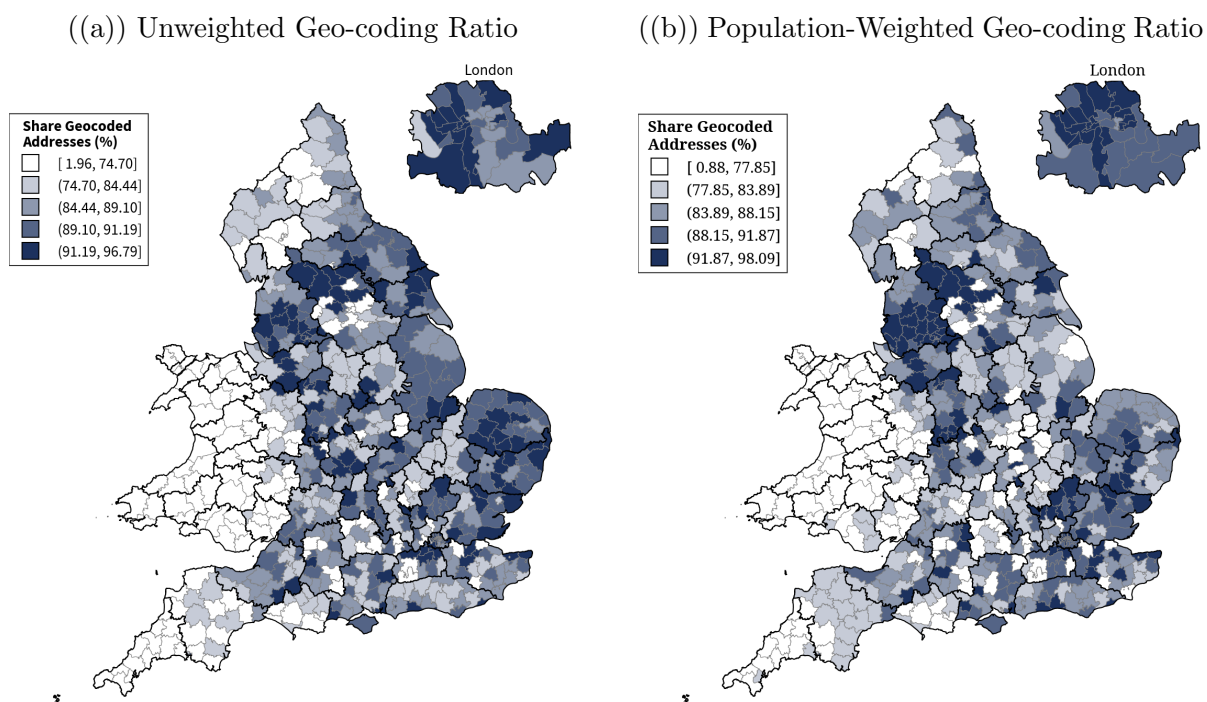 ((a)) Unweighted Geo-coding Ratio
London
Share Geocoded
Addresses (%)
[ 1.96, 74.70]
(74.70, 84.44]
(84.44, 89.10]
(89.10, 91.19]
(91.19, 96.79]
((b)) Population-Weighted Geo-coding Ratio
London
Share Geocoded
Addresses (%)
[ 0.88, 77.85]
(77.85, 83.89]
(83.89, 88.15]
(88.15, 91.87]
(91.87, 98.09]